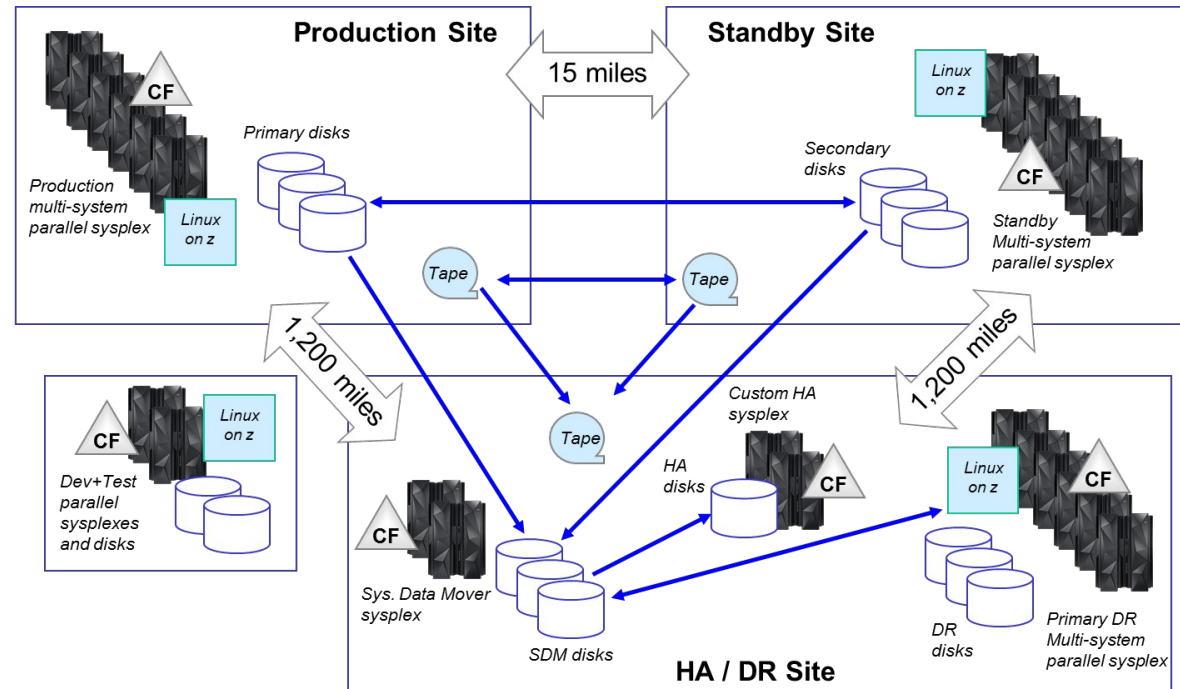 Production Site
Standby Site
15 miles
CF
Linux
on z
Primary disks
Production
multi-system
parallel sysplex
Linux
on z
Secondary
disks
CF
Standby
Multi-system
parallel sysplex
Tape
Tape
1,200 miles
1,200 miles
CF
Linux
on z
Dev+Test
parallel
sysplexes
and disks
Tape
Custom HA
sysplex
HA
disks
CF
Linux
on z
CF
CF
Sys. Data Mover
sysplex
SDM disks
DR
disks
Primary DR
Multi-system
parallel sysplex
HA / DR Site